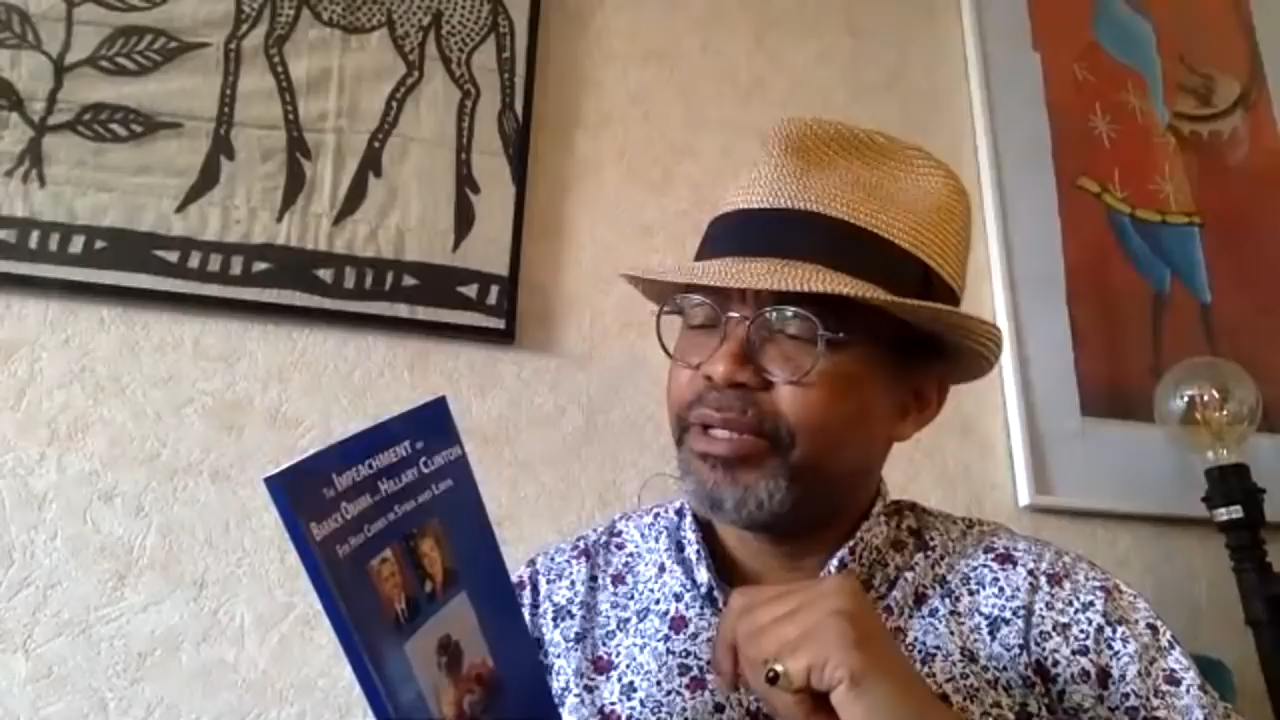 THE IMPEACHMENT OF
BARACK OBAMA AND HILLARY CLINTON
FOR HIGH CRIMES IN SYRIA AND LIBYA